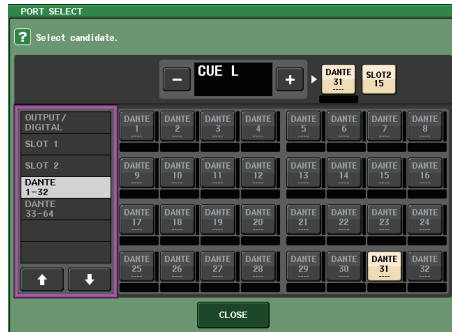 PORT SELECT
? Select candidate.
− CUE L + DANTE 31 ---- SLOT2 15
OUTPUT/
DIGITAL
SLOT 1
SLOT 2
DANTE
1-32
DANTE
33-64
DANTE 1 ---- DANTE 2 ---- DANTE 3 ---- DANTE 4 ---- DANTE 5 ---- DANTE 6 ---- DANTE 7 ---- DANTE 8 ----
DANTE 9 ---- DANTE 10 ---- DANTE 11 ---- DANTE 12 ---- DANTE 13 ---- DANTE 14 ---- DANTE 15 ---- DANTE 16 ----
DANTE 17 ---- DANTE 18 ---- DANTE 19 ---- DANTE 20 ---- DANTE 21 ---- DANTE 22 ---- DANTE 23 ---- DANTE 24 ----
DANTE 25 ---- DANTE 26 ---- DANTE 27 ---- DANTE 28 ---- DANTE 29 ---- DANTE 30 ---- DANTE 31 ---- DANTE 32 ----
CLOSE